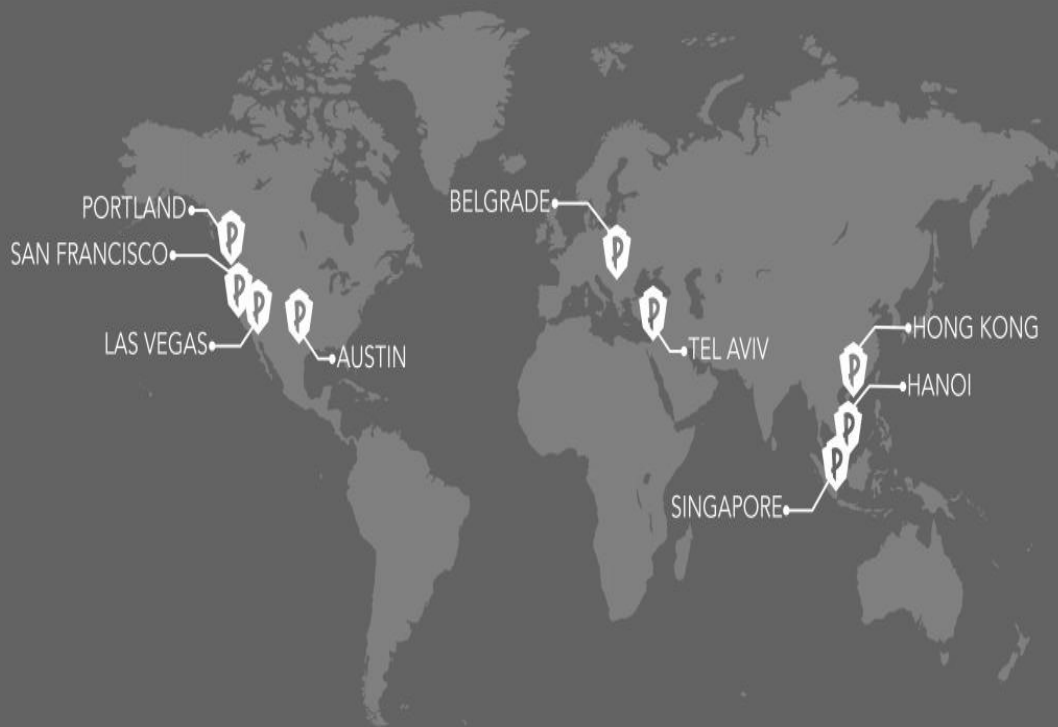 PORTLAND
SAN FRANCISCO
LAS VEGAS
AUSTIN
BELGRADE
TEL AVIV
HONG KONG
HANOI
SINGAPORE
P
P
P
P
P
P
P
P
P